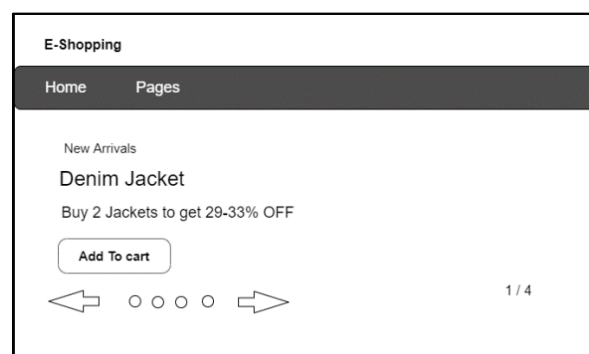 E-Shopping
Home Pages
New Arrivals
Denim Jacket
Buy 2 Jackets to get 29-33% OFF
Add To cart
1 / 4